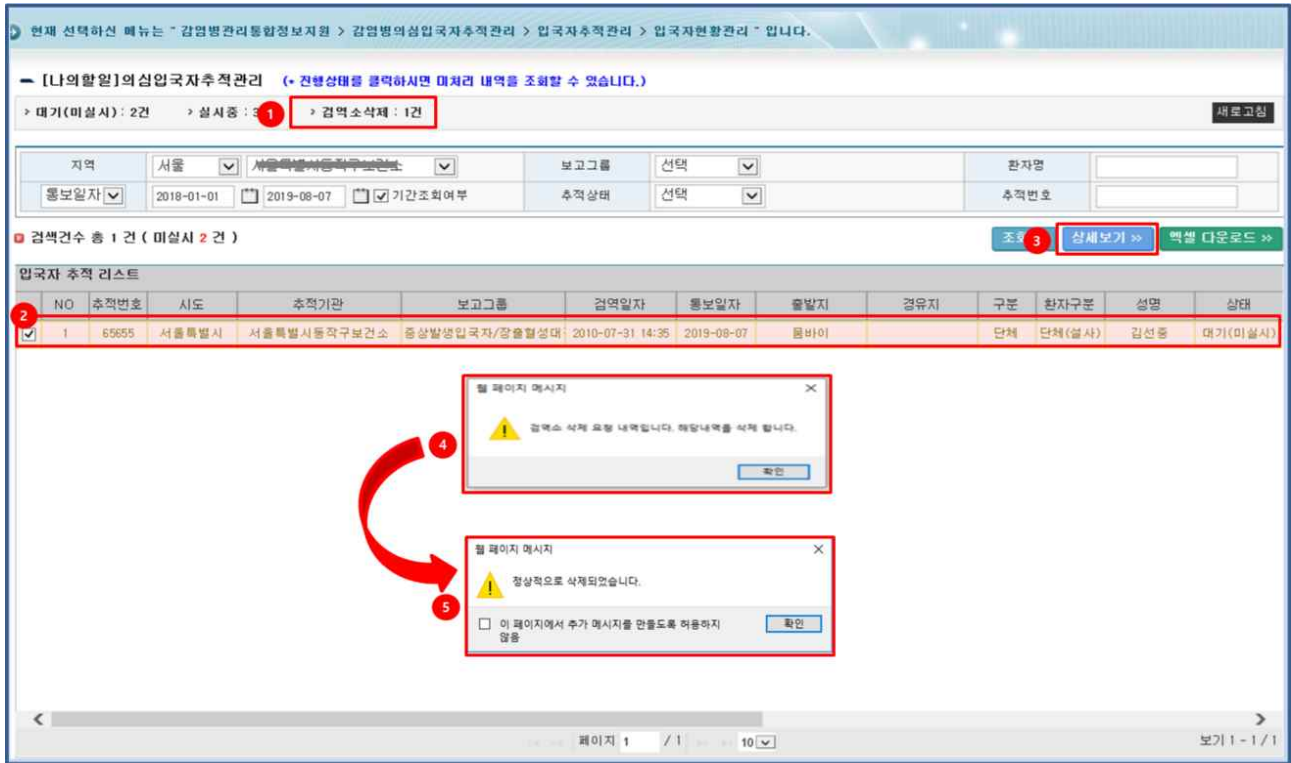 현재 선택하신 메뉴는 " 감염병관리통합정보지원 > 감염병의심입국자추적관리 > 입국자추적관리 > 입국자현황관리 " 입니다.
[나의할일]의심입국자추적관리 (* 진행상태를 클릭하시면 미처리 내역을 조회할 수 있습니다.)
> 대기(미실시) : 2건 > 실시중 : 1 > 검역소삭제 : 1건 새로고침
지역 서울 서울특별시동작구보건소 보고그룹 선택 환자명
통보일자 2018-01-01 2019-08-07 기간조회여부 추적상태 선택 추적번호
검색건수 총 1 건 ( 미실시 2 건 ) 3 상세보기 » 엑셀 다운로드 »
입국자 추적 리스트
NO 추적번호 시도 추적기관 보고그룹 검역일자 통보일자 출발지 경유지 구분 환자구분 성명 상태
2
1 65655 서울특별시 서울특별시동작구보건소 증상발생입국자/장출혈성대 2010-07-31 14:35 2019-08-07 뭄바이 단체 단체(설사) 김선중 대기(미실시)
웹 페이지 메시지
4
검역소 삭제 요청 내역입니다. 해당내역를 삭제 합니다.
확인
웹 페이지 메시지
정상적으로 삭제되었습니다.
5
이 페이지에서 추가 메시지를 만들도록 허용하지 않음 확인
페이지 1 / 1 10 보기 1 - 1 / 1